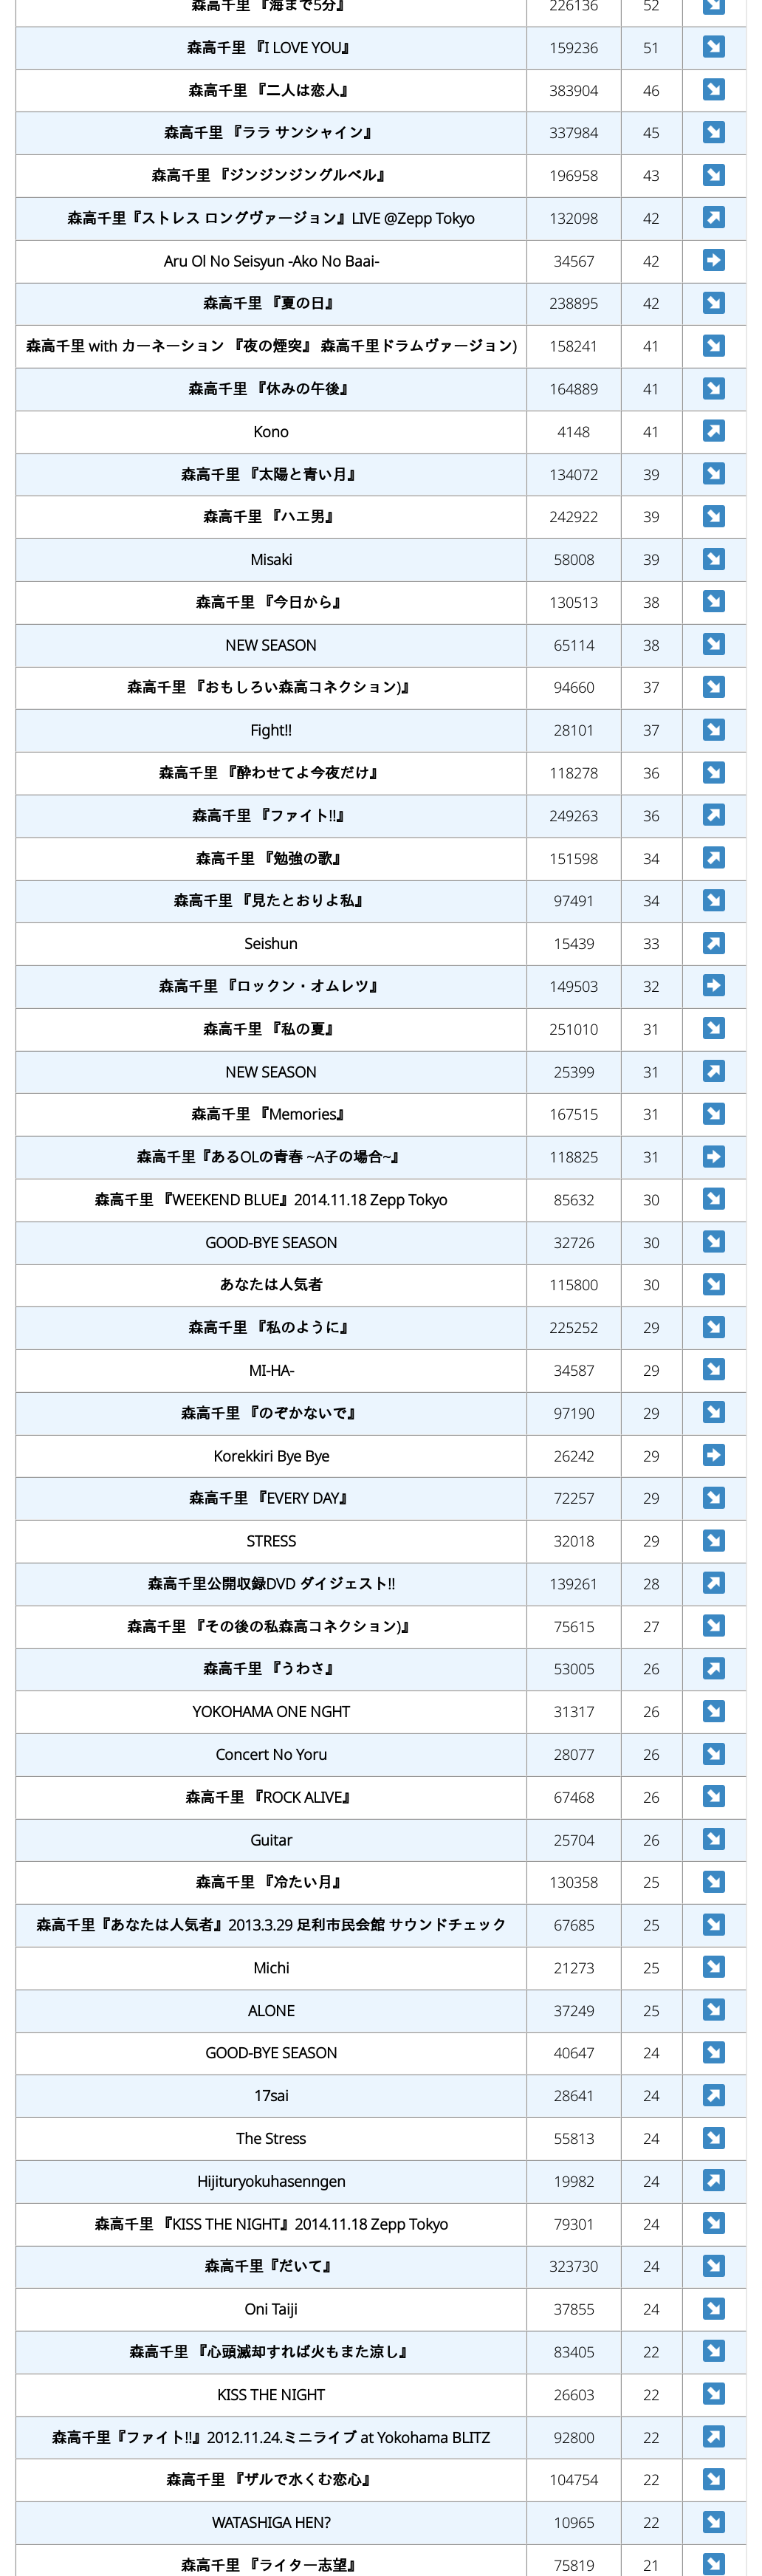 森高千里 『海まで5分』 226136 52 ↘
森高千里 『I LOVE YOU』 159236 51 ↘
森高千里 『二人は恋人』 383904 46 ↘
森高千里 『ララ サンシャイン』 337984 45 ↘
森高千里 『ジンジンジングルベル』 196958 43 ↘
森高千里『ストレス ロングヴァージョン』LIVE @Zepp Tokyo 132098 42 ↗
Aru Ol No Seisyun -Ako No Baai- 34567 42 ➡
森高千里 『夏の日』 238895 42 ↘
森高千里 with カーネーション 『夜の煙突』 森高千里ドラムヴァージョン) 158241 41 ↘
森高千里 『休みの午後』 164889 41 ↘
Kono 4148 41 ↗
森高千里 『太陽と青い月』 134072 39 ↘
森高千里 『ハエ男』 242922 39 ↘
Misaki 58008 39 ↘
森高千里 『今日から』 130513 38 ↘
NEW SEASON 65114 38 ↘
森高千里 『おもしろい森高コネクション)』 94660 37 ↘
Fight!! 28101 37 ↘
森高千里 『酔わせてよ今夜だけ』 118278 36 ↘
森高千里 『ファイト!!』 249263 36 ↗
森高千里 『勉強の歌』 151598 34 ↗
森高千里 『見たとおりよ私』 97491 34 ↘
Seishun 15439 33 ↗
森高千里 『ロックン・オムレツ』 149503 32 ➡
森高千里 『私の夏』 251010 31 ↘
NEW SEASON 25399 31 ↗
森高千里 『Memories』 167515 31 ↘
森高千里『あるOLの青春 ~A子の場合~』 118825 31 ➡
森高千里 『WEEKEND BLUE』2014.11.18 Zepp Tokyo 85632 30 ↘
GOOD-BYE SEASON 32726 30 ↘
あなたは人気者 115800 30 ↘
森高千里 『私のように』 225252 29 ↘
MI-HA- 34587 29 ↘
森高千里 『のぞかないで』 97190 29 ↘
Korekkiri Bye Bye 26242 29 ➡
森高千里 『EVERY DAY』 72257 29 ↘
STRESS 32018 29 ↘
森高千里公開収録DVD ダイジェスト!! 139261 28 ↗
森高千里 『その後の私森高コネクション)』 75615 27 ↘
森高千里 『うわさ』 53005 26 ↗
YOKOHAMA ONE NGHT 31317 26 ↘
Concert No Yoru 28077 26 ↘
森高千里 『ROCK ALIVE』 67468 26 ↘
Guitar 25704 26 ↘
森高千里 『冷たい月』 130358 25 ↘
森高千里『あなたは人気者』2013.3.29 足利市民会館 サウンドチェック 67685 25 ↘
Michi 21273 25 ↘
ALONE 37249 25 ↘
GOOD-BYE SEASON 40647 24 ↘
17sai 28641 24 ↗
The Stress 55813 24 ↘
Hijituryokuhasenngen 19982 24 ↗
森高千里 『KISS THE NIGHT』2014.11.18 Zepp Tokyo 79301 24 ↘
森高千里『だいて』 323730 24 ↘
Oni Taiji 37855 24 ↘
森高千里 『心頭滅却すれば火もまた涼し』 83405 22 ↘
KISS THE NIGHT 26603 22 ↘
森高千里『ファイト!!』2012.11.24.ミニライブ at Yokohama BLITZ 92800 22 ↗
森高千里 『ザルで水くむ恋心』 104754 22 ↘
WATASHIGA HEN? 10965 22 ↘
森高千里 『ライター志望』 75819 21 ↘